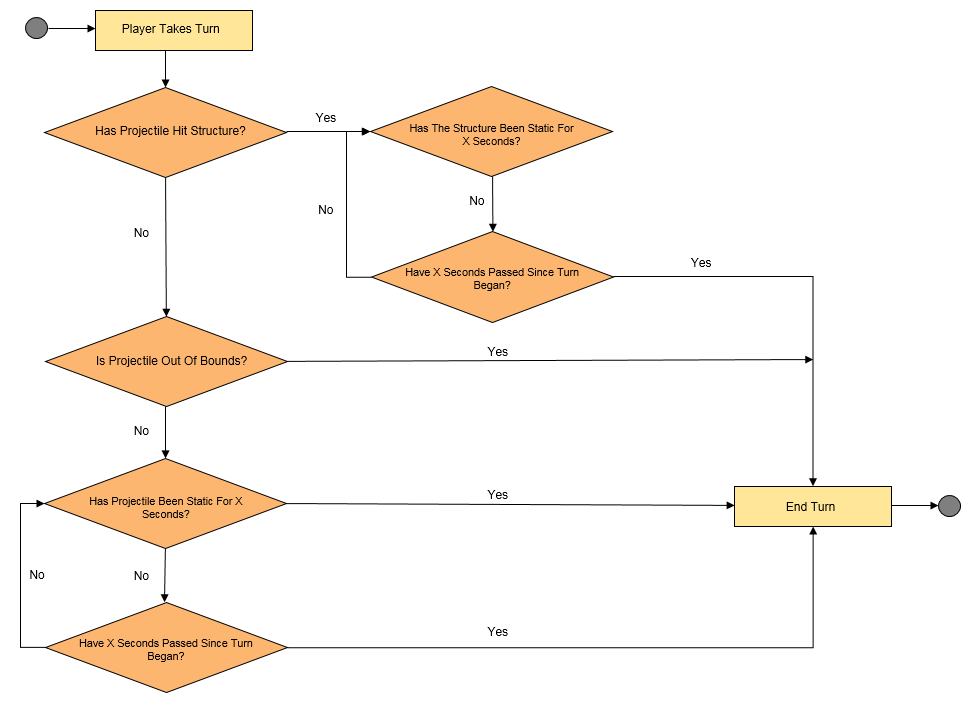 Player Takes Turn
Has Projectile Hit Structure?
Yes
Has The Structure Been Static For
X Seconds?
No
No
No
Have X Seconds Passed Since Turn
Began?
Yes
Is Projectile Out Of Bounds?
Yes
No
Has Projectile Been Static For X
Seconds?
Yes
End Turn
No
No
Have X Seconds Passed Since Turn
Began?
Yes